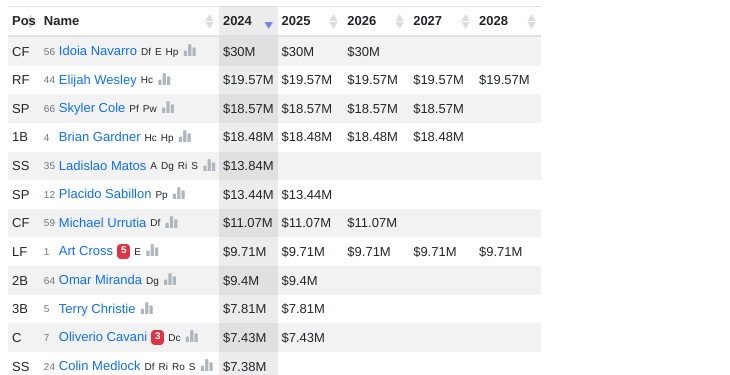 Pos Name 2024 2025 2026 2027 2028
CF 56 Idoia Navarro Df E Hp $30M $30M $30M
RF 44 Elijah Wesley Hc $19.57M $19.57M $19.57M $19.57M $19.57M
SP 66 Skyler Cole Pf Pw $18.57M $18.57M $18.57M $18.57M
1B 4 Brian Gardner Hc Hp $18.48M $18.48M $18.48M $18.48M
SS 35 Ladislao Matos A Dg Ri S $13.84M
SP 12 Placido Sabillon Pp $13.44M $13.44M
CF 59 Michael Urrutia Df $11.07M $11.07M $11.07M
LF 1 Art Cross 5 E $9.71M $9.71M $9.71M $9.71M $9.71M
2B 64 Omar Miranda Dg $9.4M $9.4M
3B 5 Terry Christie $7.81M $7.81M
C 7 Oliverio Cavani 3 Dc $7.43M $7.43M
SS 24 Colin Medlock Df Ri Ro S $7.38M